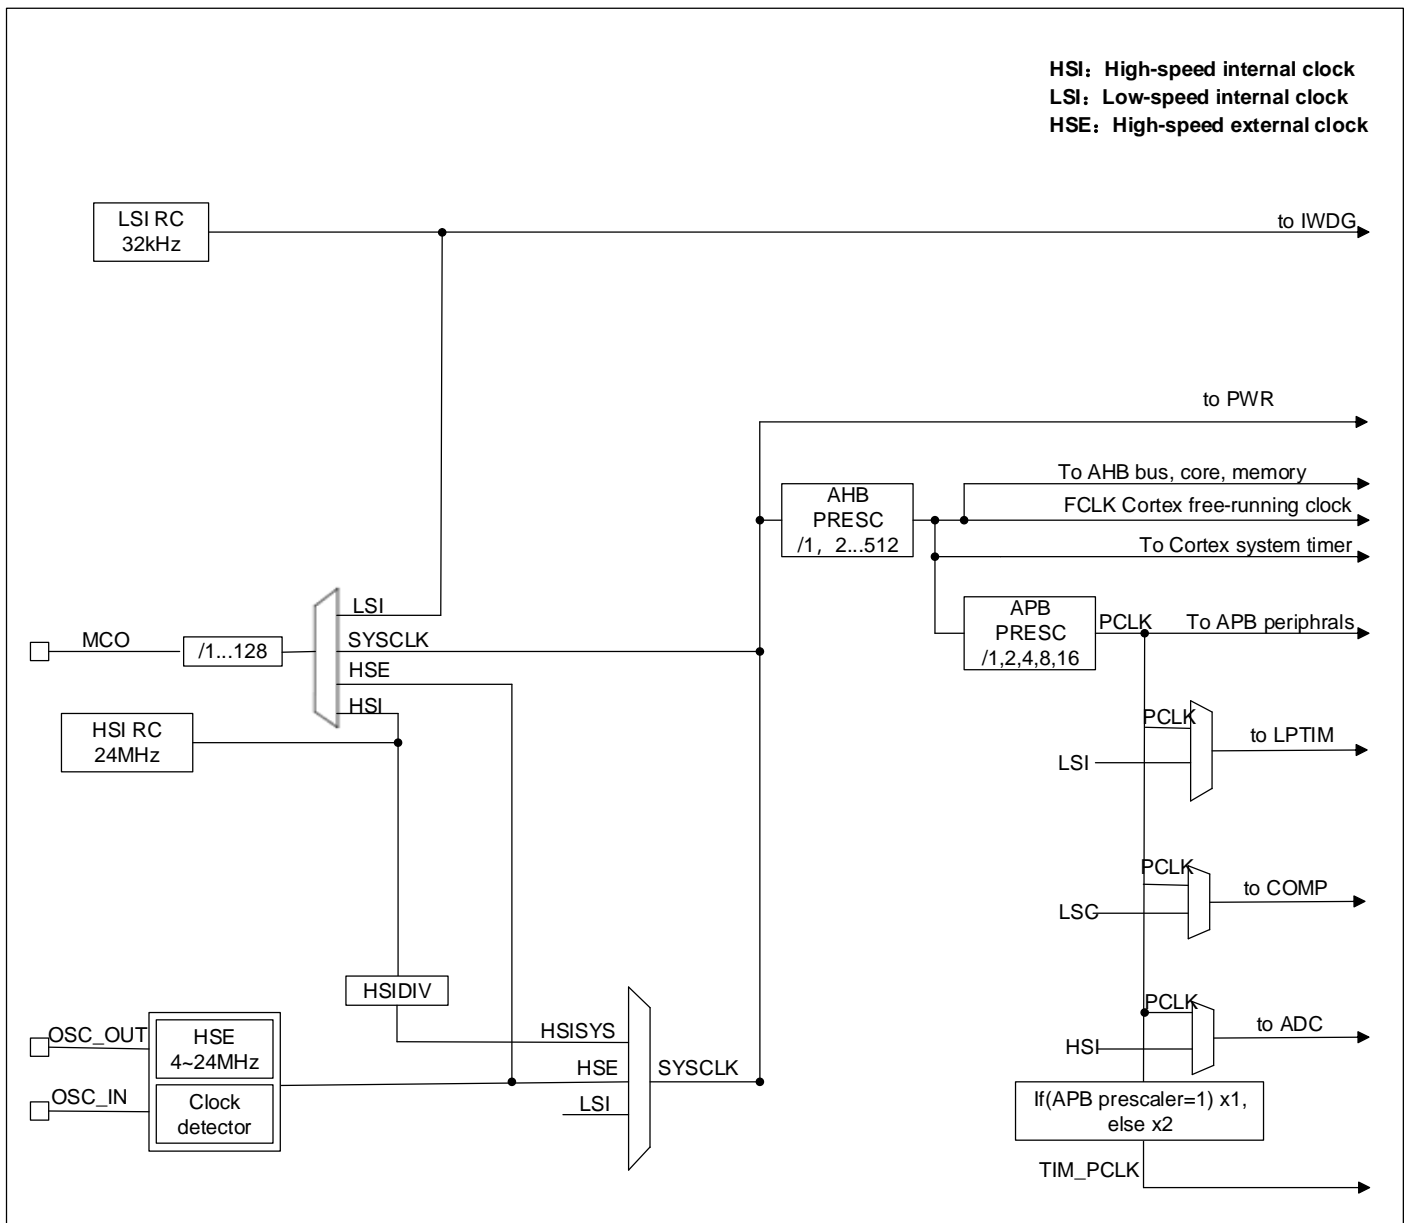 HSI：High-speed internal clock
LSI：Low-speed internal clock
HSE：High-speed external clock
LSI RC
32kHz
to IWDG
to PWR
To AHB bus, core, memory
AHB
PRESC
/1，2...512
FCLK Cortex free-running clock
To Cortex system timer
LSI
APB
PRESC
/1,2,4,8,16
PCLK
To APB periphrals
MCO
/1...128
SYSCLK
HSE
HSI
HSI RC
24MHz
PCLK
LSI
to LPTIM
PCLK
LSC
to COMP
HSIDIV
PCLK
HSI
to ADC
OSC_OUT
HSE
4~24MHz
OSC_IN
Clock
detector
HSISYS
HSE
LSI
SYSCLK
If(APB prescaler=1) x1,
else x2
TIM_PCLK